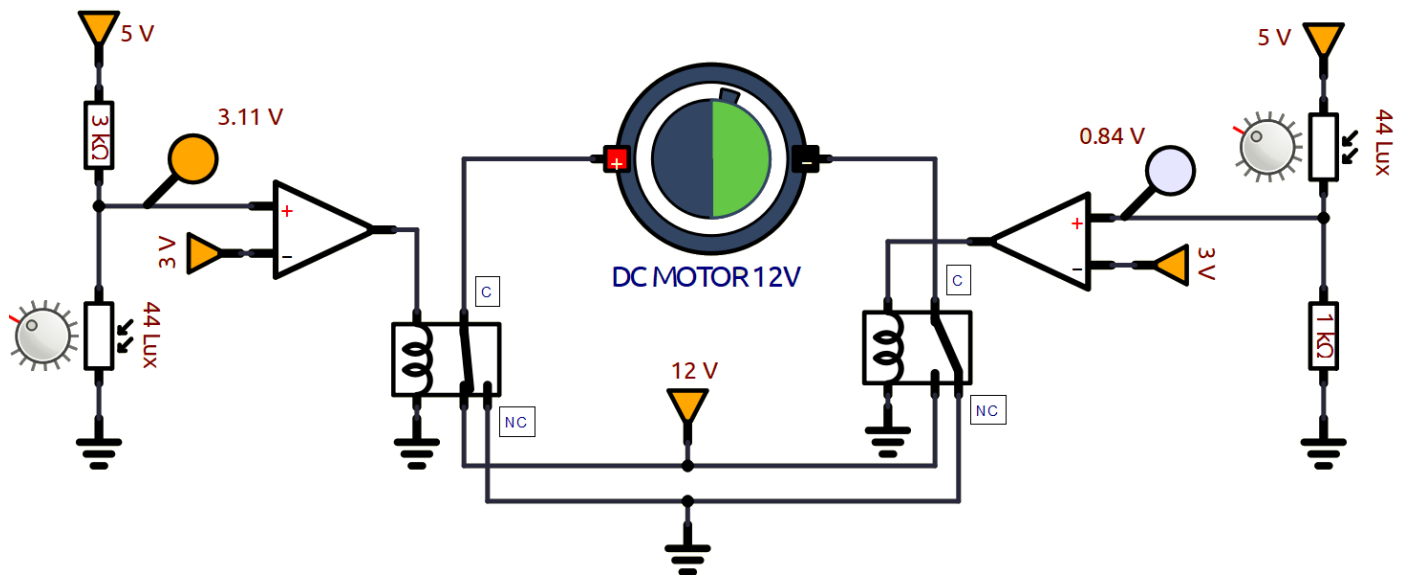 5 V
3 kΩ
3.11 V
+
−
3 V
44 Lux
+
−
DC MOTOR 12V
C
NC
12 V
5 V
44 Lux
0.84 V
+
−
3 V
1 kΩ
C
NC